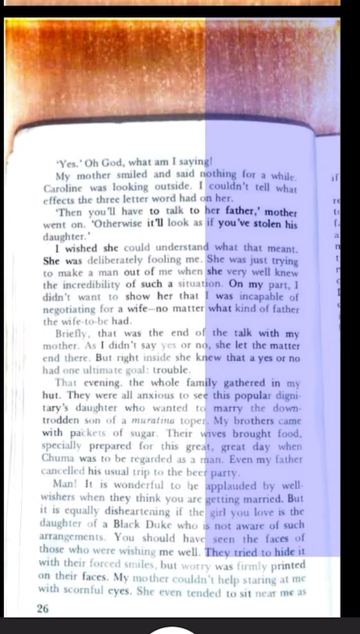 'Yes.' Oh God, what am I saying!
My mother smiled and said nothing for a while.
Caroline was looking outside. I couldn't tell what
effects the three letter word had on her.
'Then you'll have to talk to her father,' mother
went on. 'Otherwise it'll look as if you've stolen his
daughter.'
I wished she could understand what that meant.
She was deliberately fooling me. She was just trying
to make a man out of me when she very well knew
the incredibility of such a situation. On my part, I
didn't want to show her that I was incapable of
negotiating for a wife—no matter what kind of father
the wife-to-be had.
Briefly, that was the end of the talk with my
mother. As I didn't say yes or no, she let the matter
end there. But right inside she knew that a yes or no
had one ultimate goal: trouble.
That evening, the whole family gathered in my
hut. They were all anxious to see this popular digni-
tary's daughter who wanted to marry the down-
trodden son of a muratina toper. My brothers came
with packets of sugar. Their wives brought food,
specially prepared for this great, great day when
Chuma was to be regarded as a man. Even my father
cancelled his usual trip to the beer party.
Man! It is wonderful to be applauded by well-
wishers when they think you are getting married. But
it is equally disheartening if the girl you love is the
daughter of a Black Duke who is not aware of such
arrangements. You should have seen the faces of
those who were wishing me well. They tried to hide it
with their forced smiles, but worry was firmly printed
on their faces. My mother couldn't help staring at me
with scornful eyes. She even tended to sit near me as
26